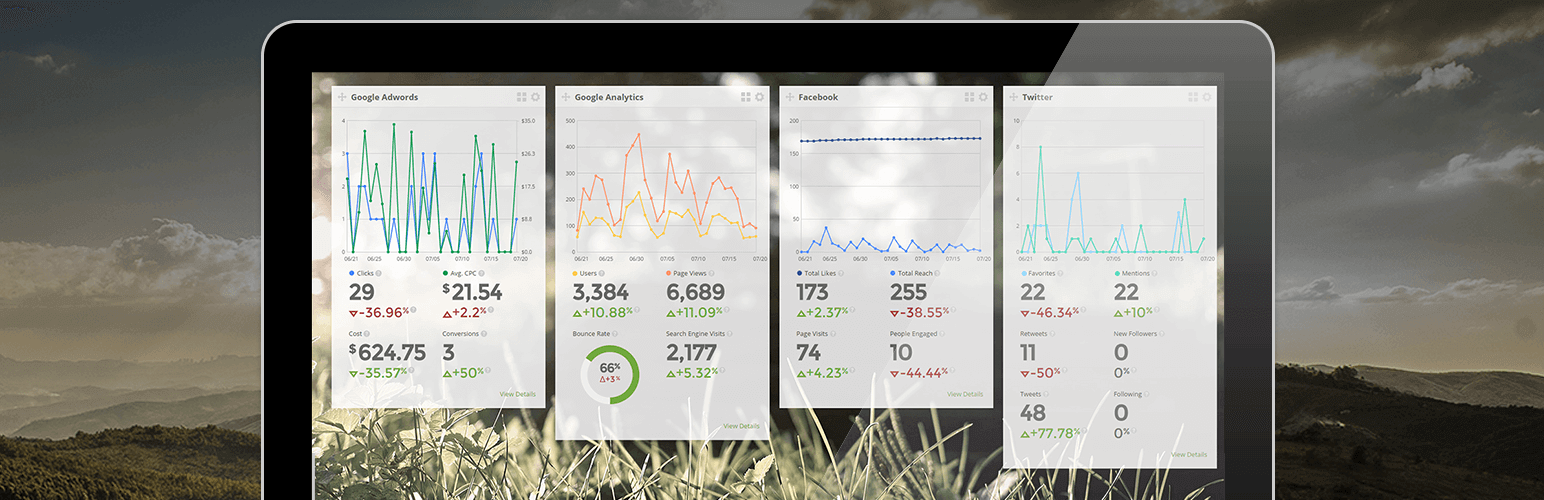 Google Adwords
4
3
2
1
0
$35.0
$26.3
$17.5
$8.8
$0.0
06/21 06/25 06/30 07/05 07/10 07/15 07/20
Clicks
29
-36.96%
Avg. CPC
$21.54
+2.2%
Cost
$624.75
-35.57%
Conversions
3
+50%
View Details
Google Analytics
500
400
300
200
100
0
06/21 06/25 06/30 07/05 07/10 07/15 07/20
Users
3,384
+10.88%
Page Views
6,689
+11.09%
Bounce Rate
66%
+3%
Search Engine Visits
2,177
+5.32%
View Details
Facebook
200
150
100
50
0
06/21 06/25 06/30 07/05 07/10 07/15 07/20
Total Likes
173
+2.37%
Total Reach
255
-38.55%
Page Visits
74
+4.23%
People Engaged
10
-44.44%
View Details
Twitter
10
8
6
4
2
0
06/21 06/25 06/30 07/05 07/10 07/15 07/20
Favorites
22
-46.34%
Mentions
22
+10%
Retweets
11
-50%
New Followers
0
0%
Tweets
48
+77.78%
Following
0
0%
View Details